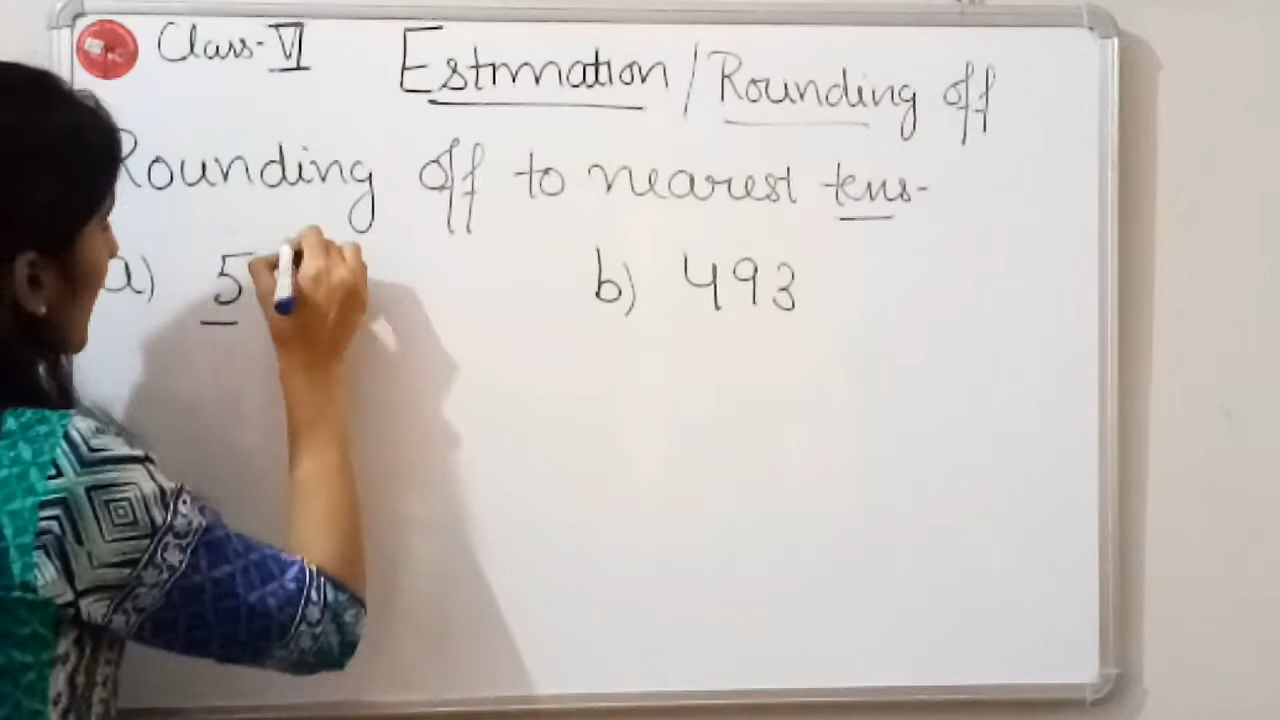 Class-VI
Estimation / Rounding off
Rounding off to nearest tens-
a) 5
b) 493